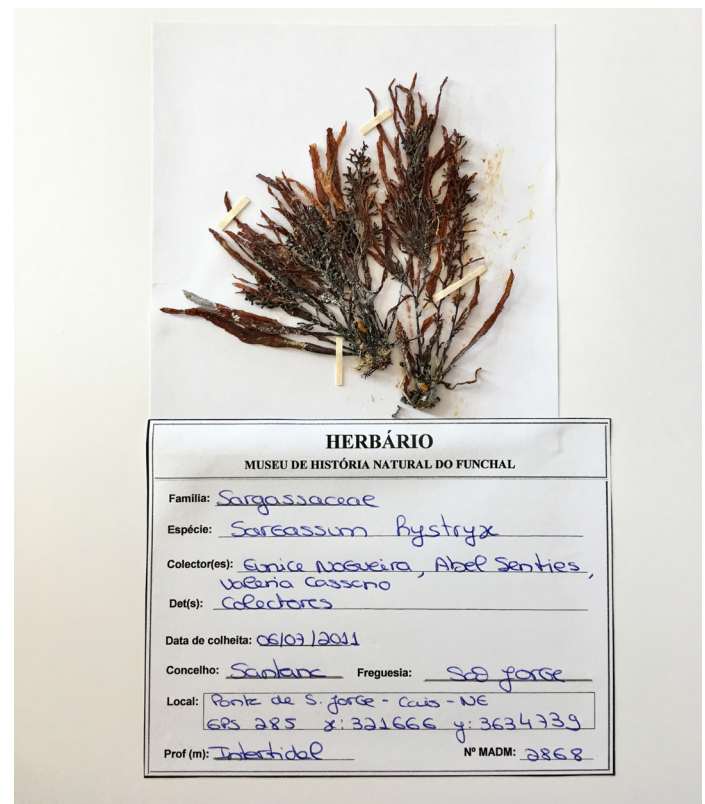 HERBÁRIO
MUSEU DE HISTÓRIA NATURAL DO FUNCHAL
Família: Sargassaceae
Espécie: Sargassum hystryx
Colector(es): Eunice Nogueira, Abel Senties,
Valeria Cassano
Det(s): Colectores
Data de colheita: 06/07/2011
Concelho: Santana Freguesia: São Jorge
Local: Ponta de S. Jorge - Cais - NE
GPS 285 x: 321666 y: 3634739
Prof (m): Intertidal Nº MADM: 2868